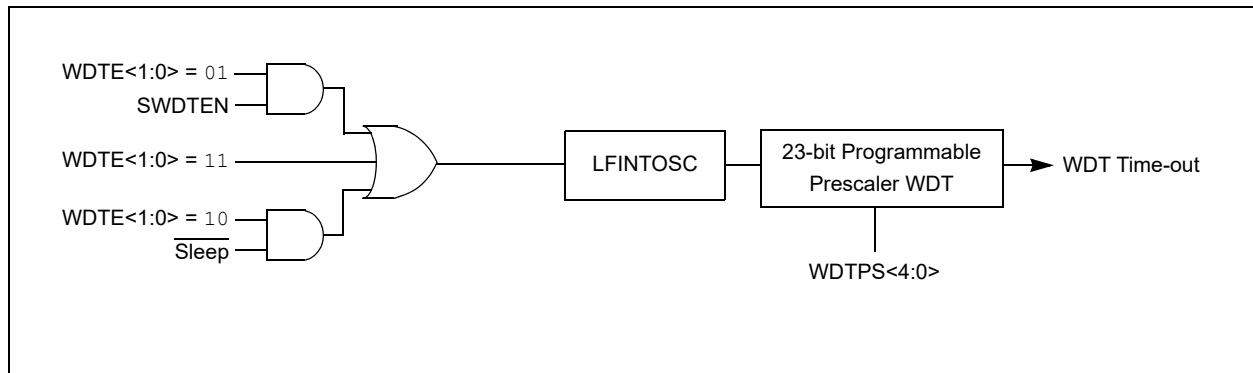 WDTE<1:0> = 01
SWDTEN
WDTE<1:0> = 11
WDTE<1:0> = 10
Sleep
LFINTOSC
23-bit Programmable
Prescaler WDT
WDT Time-out
WDTPS<4:0>